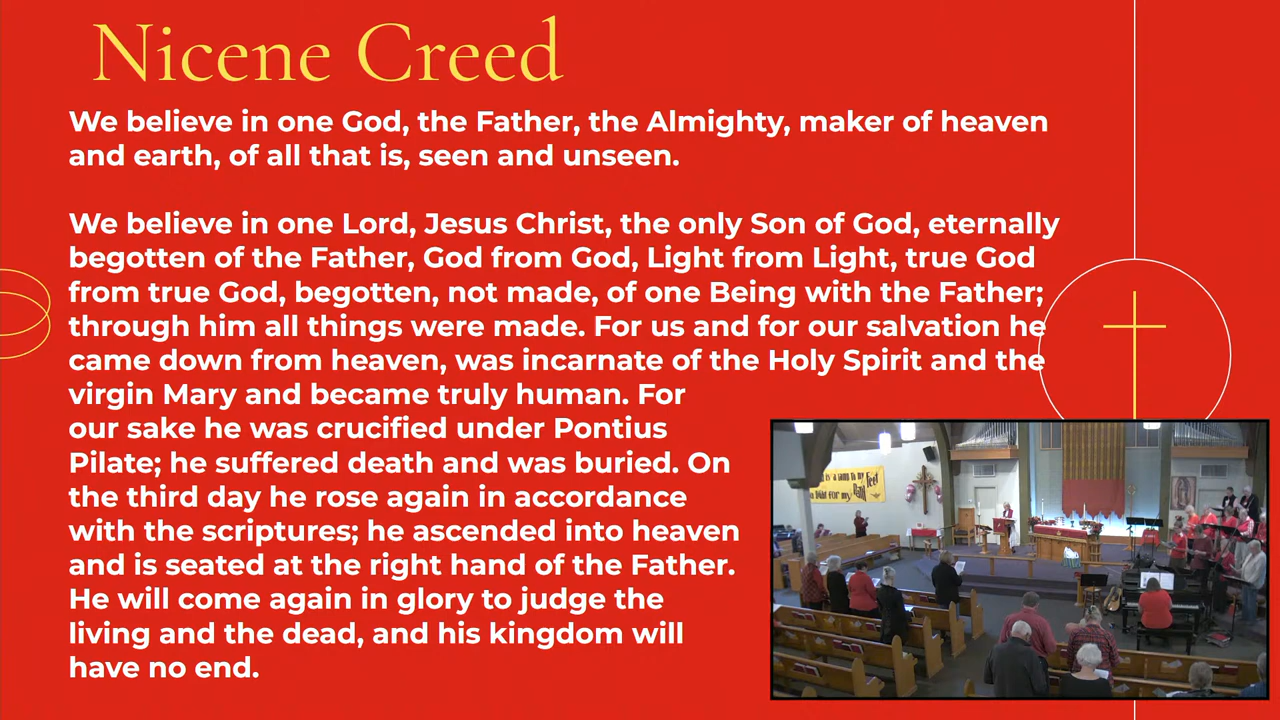 Nicene Creed
We believe in one God, the Father, the Almighty, maker of heaven
and earth, of all that is, seen and unseen.
We believe in one Lord, Jesus Christ, the only Son of God, eternally
begotten of the Father, God from God, Light from Light, true God
from true God, begotten, not made, of one Being with the Father;
through him all things were made. For us and for our salvation he
came down from heaven, was incarnate of the Holy Spirit and the
virgin Mary and became truly human. For
our sake he was crucified under Pontius
Pilate; he suffered death and was buried. On
the third day he rose again in accordance
with the scriptures; he ascended into heaven
and is seated at the right hand of the Father.
He will come again in glory to judge the
living and the dead, and his kingdom will
have no end.
is a lamp to my feet
light for my